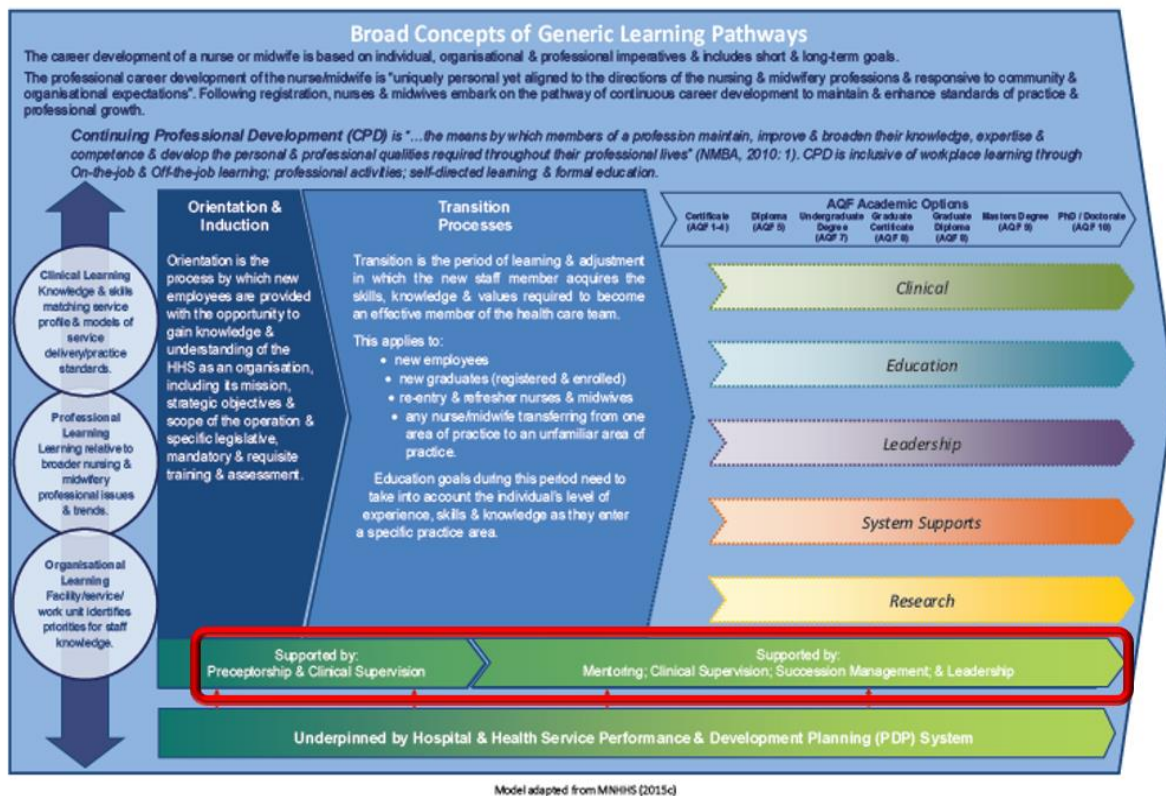 Broad Concepts of Generic Learning Pathways
The career development of a nurse or midwife is based on individual, organisational & professional imperatives & includes short & long-term goals.
The professional career development of the nurse/midwife is "uniquely personal yet aligned to the directions of the nursing & midwifery professions & responsive to community &
organisational expectations". Following registration, nurses & midwives embark on the pathway of continuous career development to maintain & enhance standards of practice &
professional growth.
Continuing Professional Development (CPD) is "...the means by which members of a profession maintain, improve & broaden their knowledge, expertise &
competence & develop the personal & professional qualities required throughout their professional lives" (NMBA, 2010: 1). CPD is inclusive of workplace learning through
On-the-job & Off-the-job learning; professional activities; self-directed learning; & formal education.
Clinical Learning
Knowledge & skills
matching service
profile & models of
service
delivery/practice
standards.
Professional
Learning
Learning relative to
broader nursing &
midwifery
professional issues
& trends.
Organisational
Learning
Facility/service/
work unit identifies
priorities for staff
knowledge.
Orientation &
Induction
Orientation is the
process by which new
employees are provided
with the opportunity to
gain knowledge &
understanding of the
HHS as an organisation,
including its mission,
strategic objectives &
scope of the operation &
specific legislative,
mandatory & requisite
training & assessment.
Transition
Processes
Transition is the period of learning & adjustment
in which the new staff member acquires the
skills, knowledge & values required to become
an effective member of the health care team.
This applies to:
• new employees
• new graduates (registered & enrolled)
• re-entry & refresher nurses & midwives
• any nurse/midwife transferring from one
area of practice to an unfamiliar area of
practice.
Education goals during this period need to
take into account the individual's level of
experience, skills & knowledge as they enter
a specific practice area.
AQF Academic Options
Certificate
(AQF 1-4)
Diploma
(AQF 5)
Undergraduate
Degree
(AQF 7)
Graduate
Certificate
(AQF 8)
Graduate
Diploma
(AQF 8)
Masters Degree
(AQF 9)
PhD / Doctorate
(AQF 10)
Clinical
Education
Leadership
System Supports
Research
Supported by:
Preceptorship & Clinical Supervision
Supported by:
Mentoring; Clinical Supervision; Succession Management; & Leadership
Underpinned by Hospital & Health Service Performance & Development Planning (PDP) System
Model adapted from MNHHS (2015c)